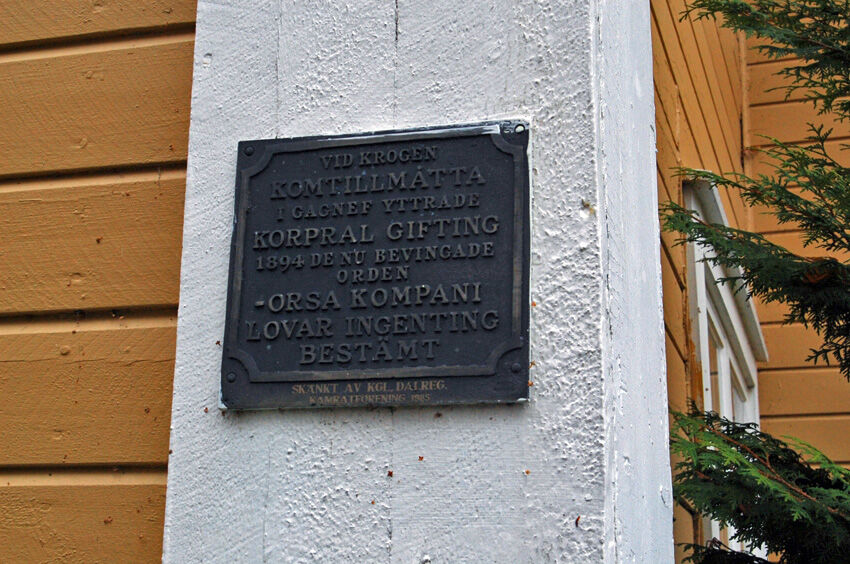 VID KROGEN
KOMTILLMÅTTA
I GAGNEF YTTRADE
KORPRAL GIFTING
1894 DE NU BEVINGADE
ORDEN
-ORSA KOMPANI
LOVAR INGENTING
BESTÄMT
SKÄNKT AV KGL. DALREG.
KAMRATFÖRENING 1985